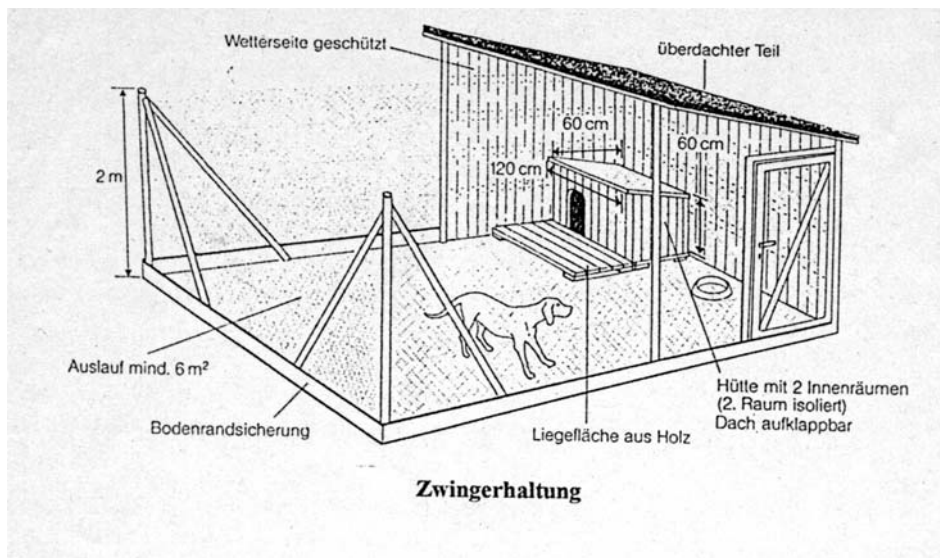 Wetterseite geschützt
überdachter Teil
60 cm
60 cm
120 cm
2 m
Auslauf mind. 6 m²
Bodenrandsicherung
Liegefläche aus Holz
Hütte mit 2 Innenräumen
(2. Raum isoliert)
Dach aufklappbar
Zwingerhaltung